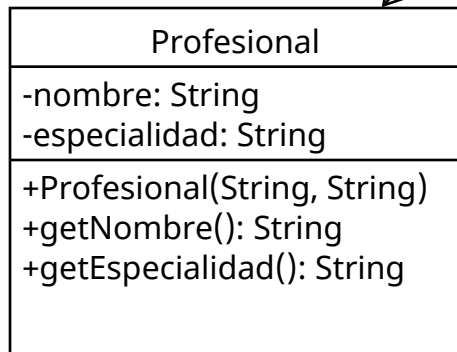 Profesional
-nombre: String
-especialidad: String
+Profesional(String, String)
+getNombre(): String
+getEspecialidad(): String